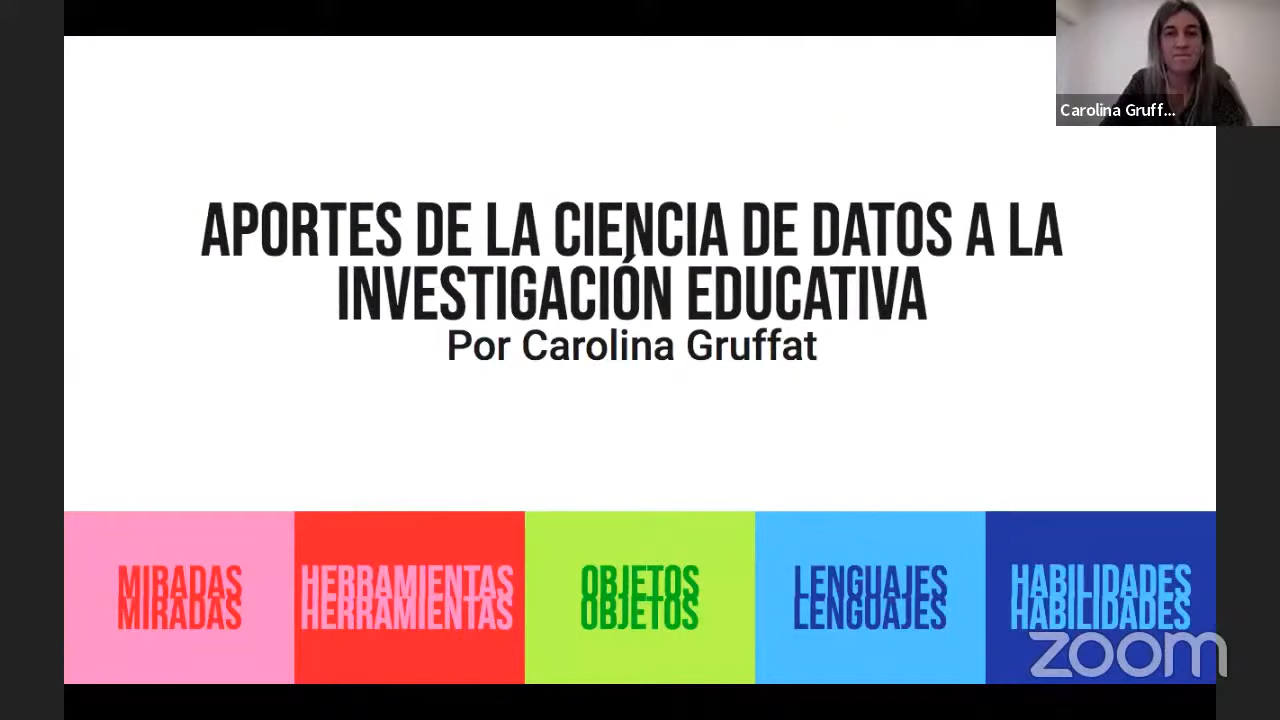 Carolina Gruff...
APORTES DE LA CIENCIA DE DATOS A LA
INVESTIGACIÓN EDUCATIVA
Por Carolina Gruffat
MIRADAS
MIRADAS
HERRAMIENTAS
HERRAMIENTAS
OBJETOS
OBJETOS
LENGUAJES
LENGUAJES
HABILIDADES
HABILIDADES
zoom